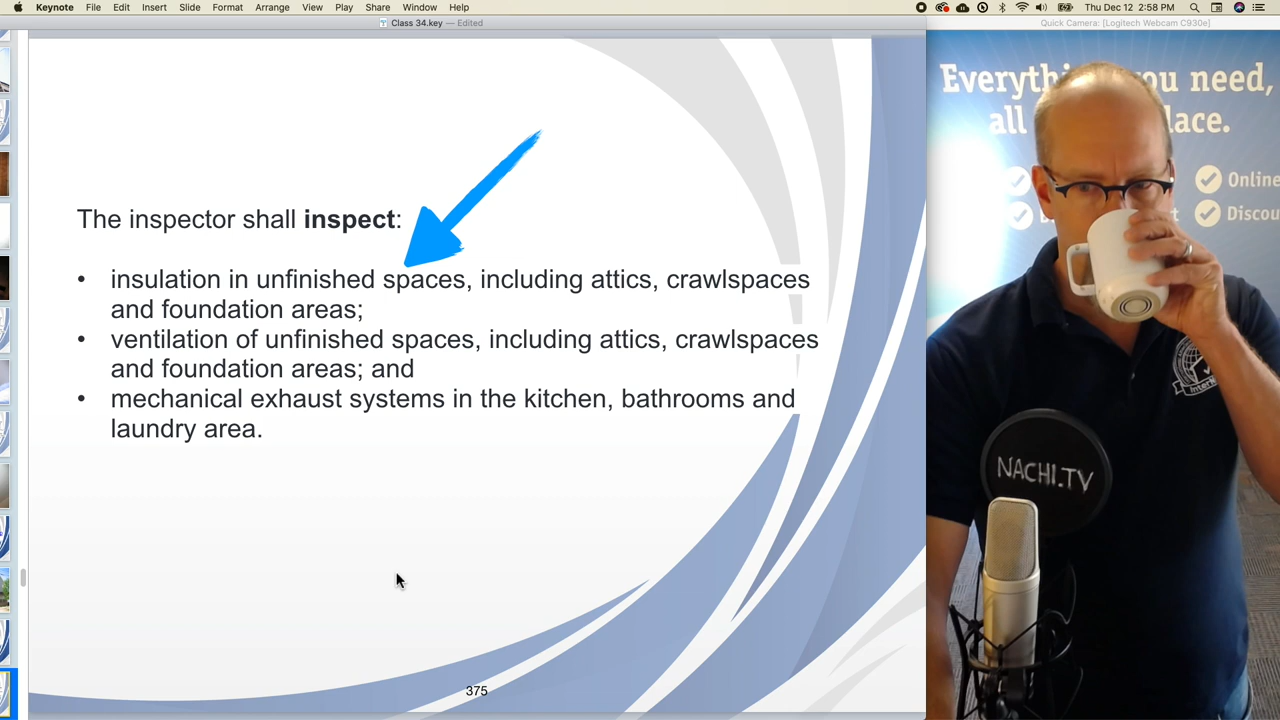 Keynote File Edit Insert Slide Format Arrange View Play Share Window Help
Thu Dec 12 2:58 PM
Class 34.key — Edited
Quick Camera: [Logitech Webcam C930e]
The inspector shall inspect:
• insulation in unfinished spaces, including attics, crawlspaces
and foundation areas;
• ventilation of unfinished spaces, including attics, crawlspaces
and foundation areas; and
• mechanical exhaust systems in the kitchen, bathrooms and
laundry area.
375
Everything you need,
all lace.
Online
Discou
NACHI.TV